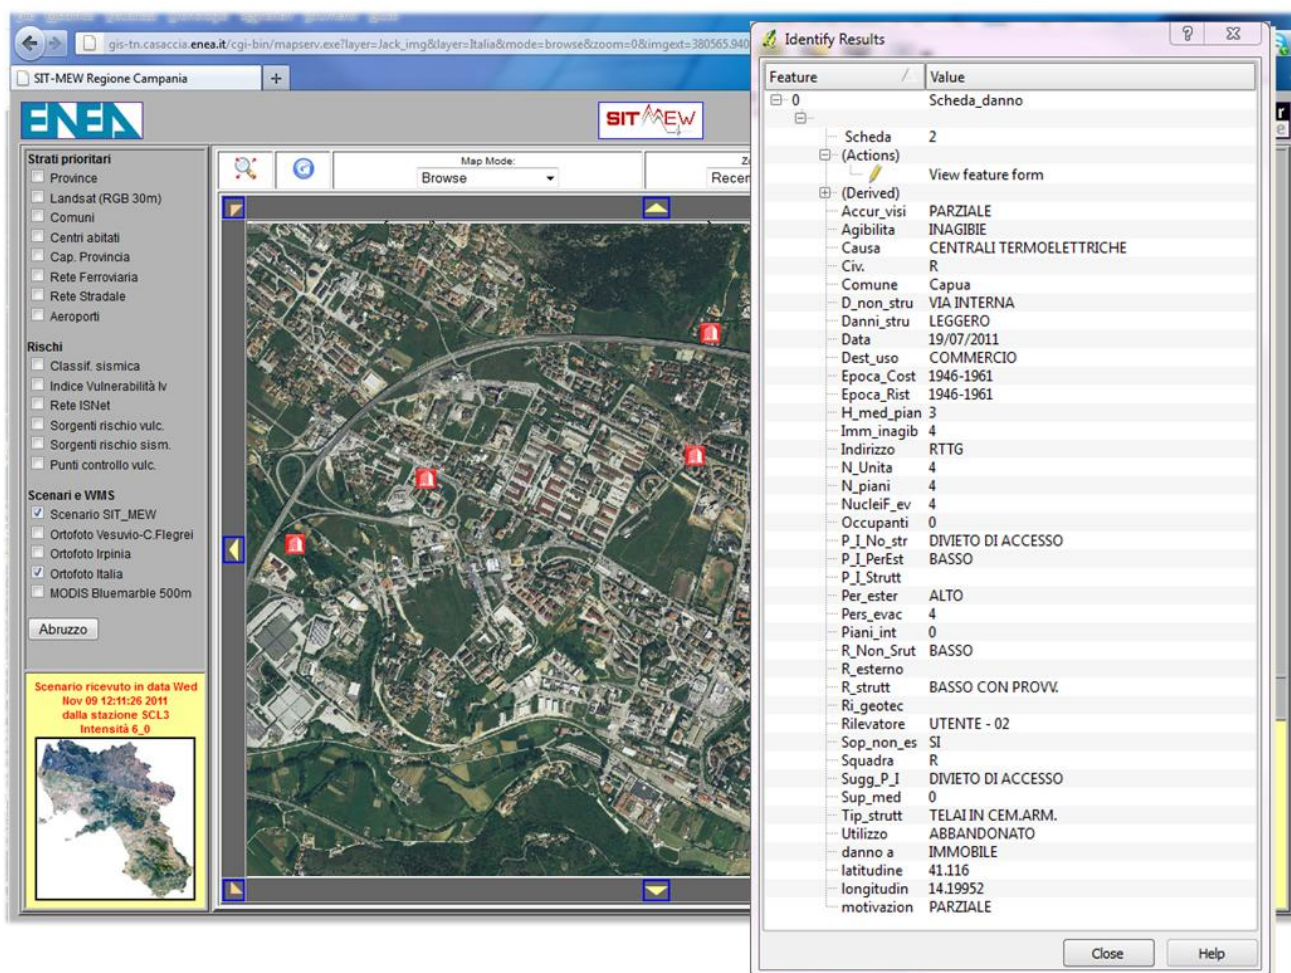 gis-tn.casaccia.enea.it/cgi-bin/mapserv.exe?layer=Jack_img&layer=Italia&mode=browse&zoom=0&imgext=380565.940
SIT-MEW Regione Campania
ENEA
SIT MEW
Strati prioritari
Province
Landsat (RGB 30m)
Comuni
Centri abitati
Cap. Provincia
Rete Ferroviaria
Rete Stradale
Aeroporti
Rischi
Classif. sismica
Indice Vulnerabilità Iv
Rete ISNet
Sorgenti rischio vulc.
Sorgenti rischio sism.
Punti controllo vulc.
Scenari e WMS
Scenario SIT_MEW
Ortofoto Vesuvio-C.Flegrei
Ortofoto Irpinia
Ortofoto Italia
MODIS Bluemarble 500m
Abruzzo
Scenario ricevuto in data Wed
Nov 09 12:11:26 2011
dalla stazione SCL3
Intensità 6_0
Map Mode:
Browse
Identify Results
Feature Value
0 Scheda_danno
Scheda 2
(Actions)
View feature form
(Derived)
Accur_visi PARZIALE
Agibilita INAGIBIE
Causa CENTRALI TERMOELETTRICHE
Civ. R
Comune Capua
D_non_stru VIA INTERNA
Danni_stru LEGGERO
Data 19/07/2011
Dest_uso COMMERCIO
Epoca_Cost 1946-1961
Epoca_Rist 1946-1961
H_med_pian 3
Imm_inagib 4
Indirizzo RTTG
N_Unita 4
N_piani 4
NucleiF_ev 4
Occupanti 0
P_I_No_str DIVIETO DI ACCESSO
P_I_PerEst BASSO
P_I_Strutt
Per_ester ALTO
Pers_evac 4
Piani_int 0
R_Non_Srut BASSO
R_esterno
R_strutt BASSO CON PROVV.
Ri_geotec
Rilevatore UTENTE - 02
Sop_non_es SI
Squadra R
Sugg_P_I DIVIETO DI ACCESSO
Sup_med 0
Tip_strutt TELAI IN CEM.ARM.
Utilizzo ABBANDONATO
danno a IMMOBILE
latitudine 41.116
longitudin 14.19952
motivazion PARZIALE
Close Help